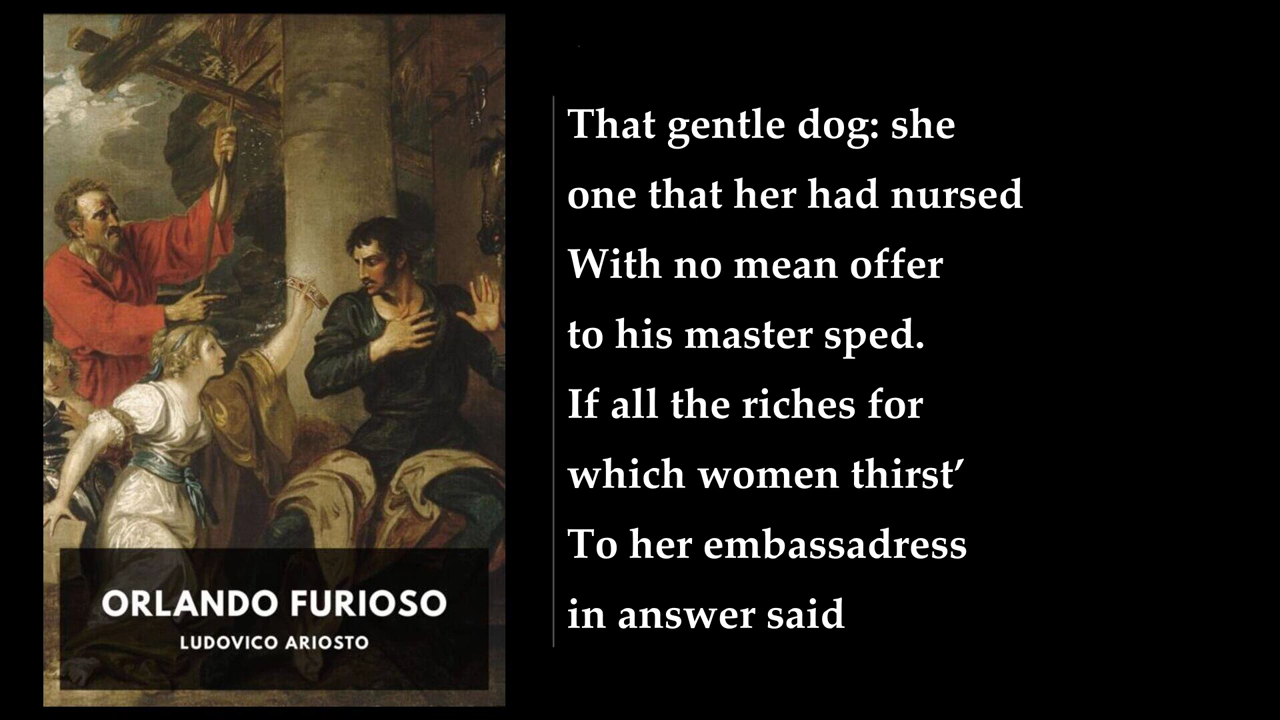 That gentle dog: she
one that her had nursed
With no mean offer
to his master sped.
If all the riches for
which women thirst’
To her embassadress
in answer said
ORLANDO FURIOSO
LUDOVICO ARIOSTO